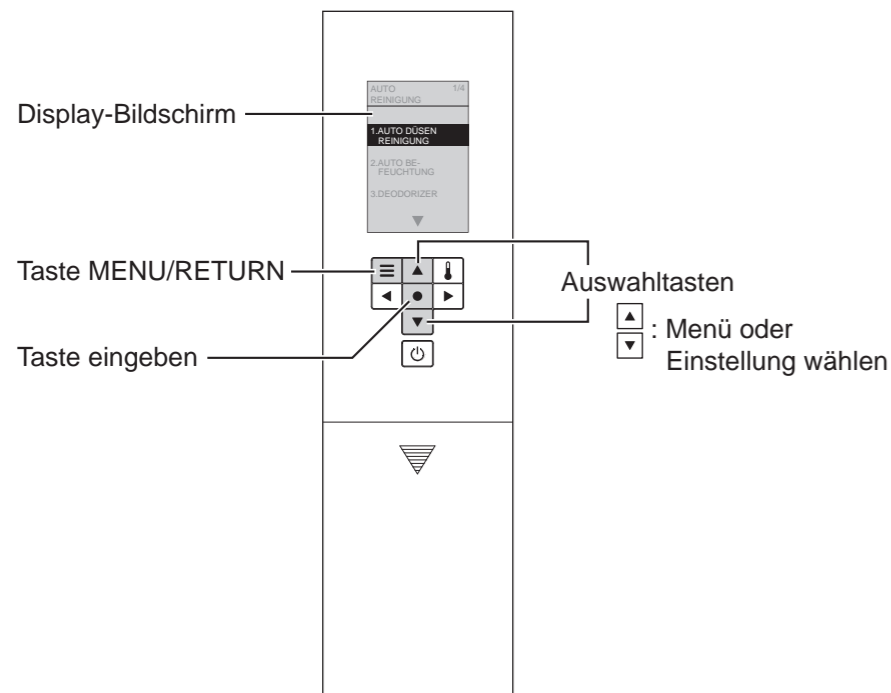 AUTO 1/4
REINIGUNG
Display-Bildschirm
1.AUTO DÜSEN
REINIGUNG
2.AUTO BE-
FEUCHTUNG
3.DEODORIZER
Taste MENU/RETURN
Auswahltasten
: Menü oder
Einstellung wählen
Taste eingeben